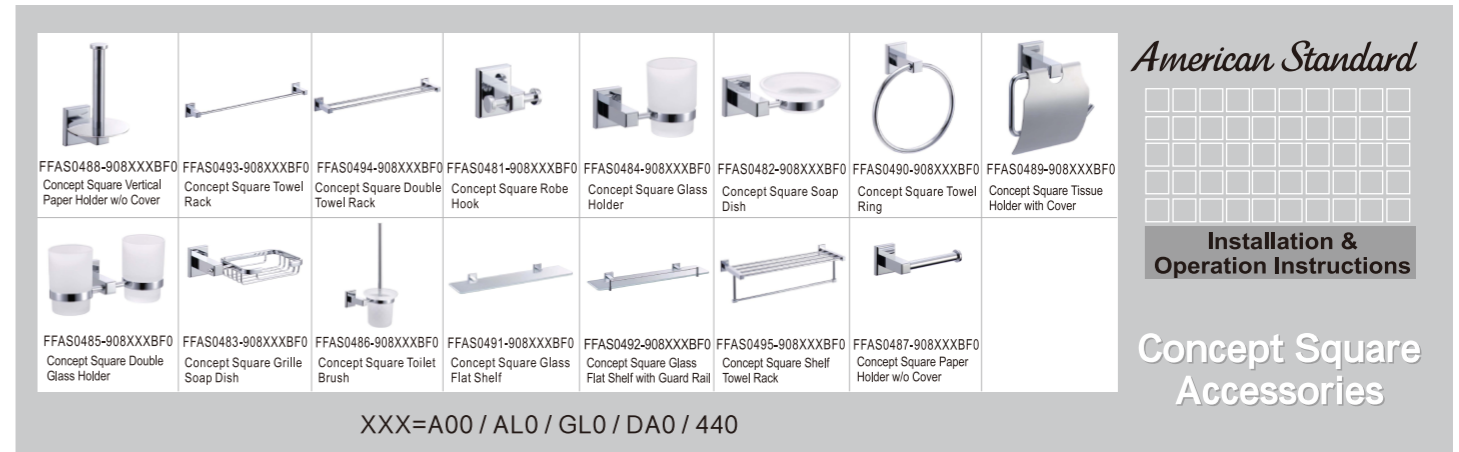 FFAS0488-908XXXBF0
Concept Square Vertical
Paper Holder w/o Cover
FFAS0493-908XXXBF0
Concept Square Towel
Rack
FFAS0494-908XXXBF0
Concept Square Double
Towel Rack
FFAS0481-908XXXBF0
Concept Square Robe
Hook
FFAS0484-908XXXBF0
Concept Square Glass
Holder
FFAS0482-908XXXBF0
Concept Square Soap
Dish
FFAS0490-908XXXBF0
Concept Square Towel
Ring
FFAS0489-908XXXBF0
Concept Square Tissue
Holder with Cover
FFAS0485-908XXXBF0
Concept Square Double
Glass Holder
FFAS0483-908XXXBF0
Concept Square Grille
Soap Dish
FFAS0486-908XXXBF0
Concept Square Toilet
Brush
FFAS0491-908XXXBF0
Concept Square Glass
Flat Shelf
FFAS0492-908XXXBF0
Concept Square Glass
Flat Shelf with Guard Rail
FFAS0495-908XXXBF0
Concept Square Shelf
Towel Rack
FFAS0487-908XXXBF0
Concept Square Paper
Holder w/o Cover
XXX=A00 / AL0 / GL0 / DA0 / 440
American Standard
Installation &
Operation Instructions
Concept Square
Accessories